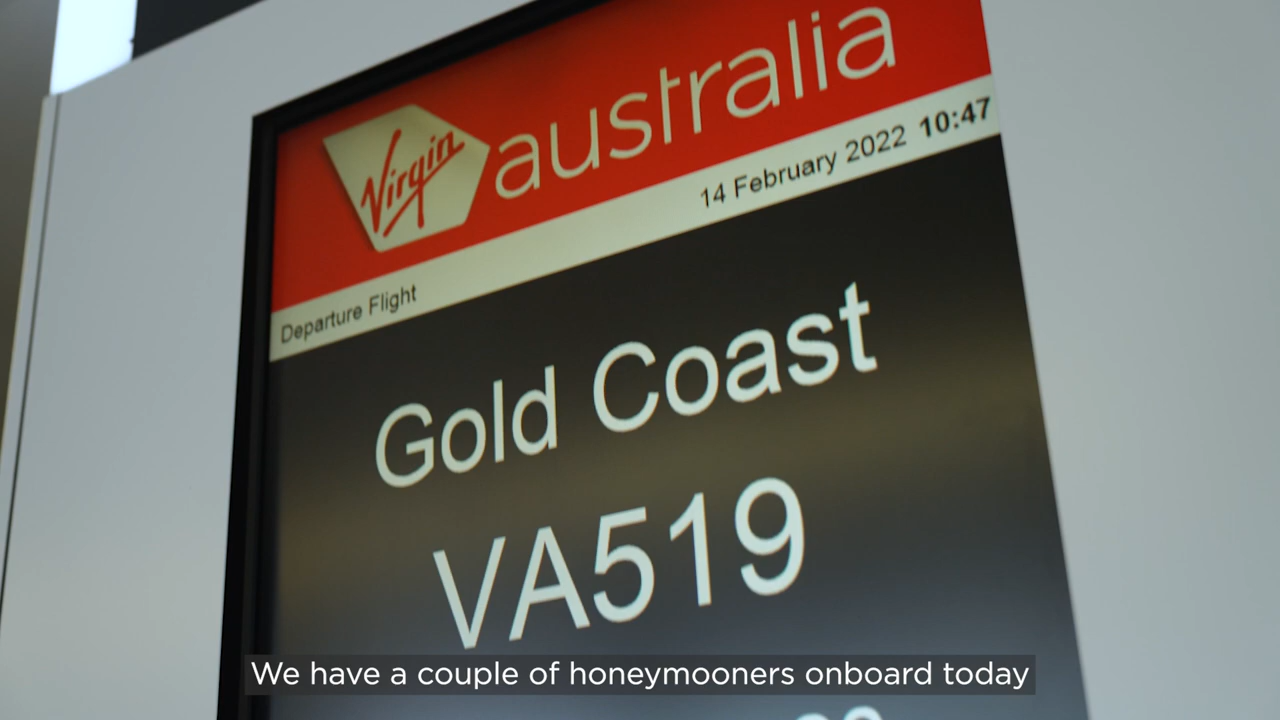 Virgin australia
14 February 2022 10:47
Departure Flight
Gold Coast
VA519
We have a couple of honeymooners onboard today